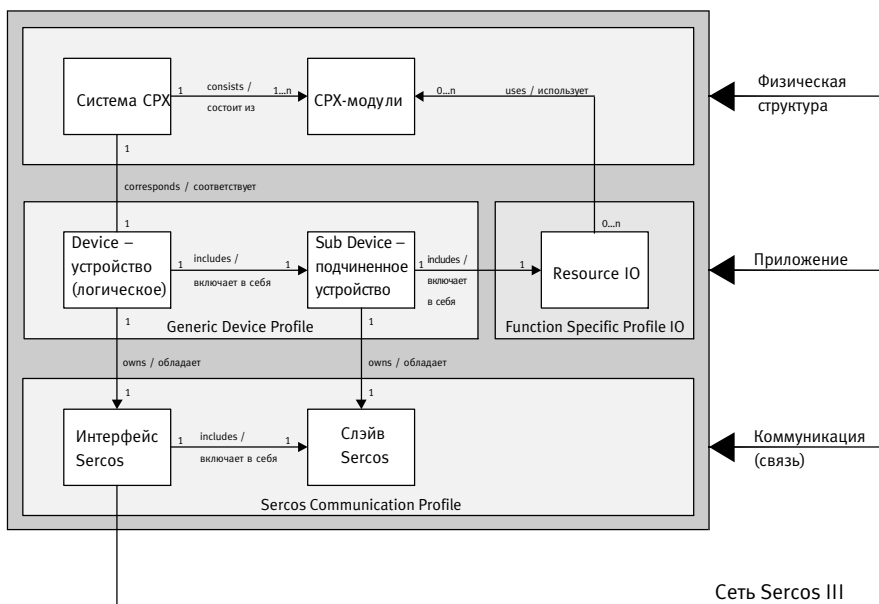 Система CPX
1
consists /
состоит из
1...n
CPX-модули
0...n
uses / использует
Физическая
структура
1
corresponds / соответствует
1
0...n
Device –
устройство
(логическое)
1
includes /
включает в себя
1
Sub Device –
подчиненное
устройство
1
includes /
включает
в себя
1
Resource IO
Приложение
1
1
Generic Device Profile
Function Specific Profile IO
owns / обладает
owns / обладает
1
1
Интерфейс
Sercos
1
includes /
включает в себя
1
Слэйв
Sercos
Коммуникация
(связь)
Sercos Communication Profile
Сеть Sercos III